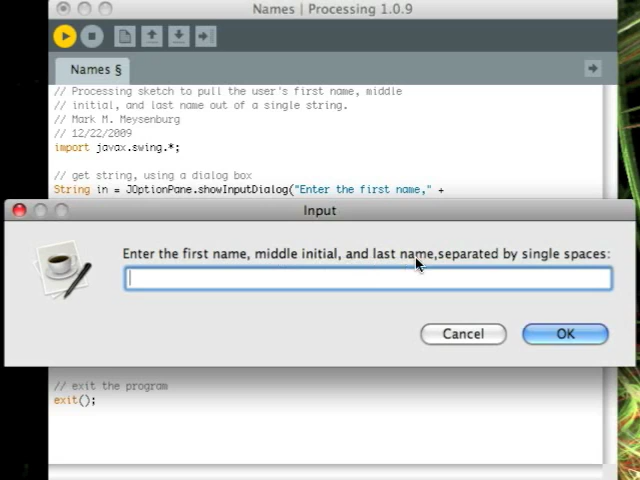 Names | Processing 1.0.9
Names §
// Processing sketch to pull the user's first name, middle
// initial, and last name out of a single string.
// Mark M. Meysenburg
// 12/22/2009
import javax.swing.*;
// get string, using a dialog box
String in = JOptionPane.showInputDialog("Enter the first name," +
Input
Enter the first name, middle initial, and last name,separated by single spaces:
Cancel
OK
// exit the program
exit();